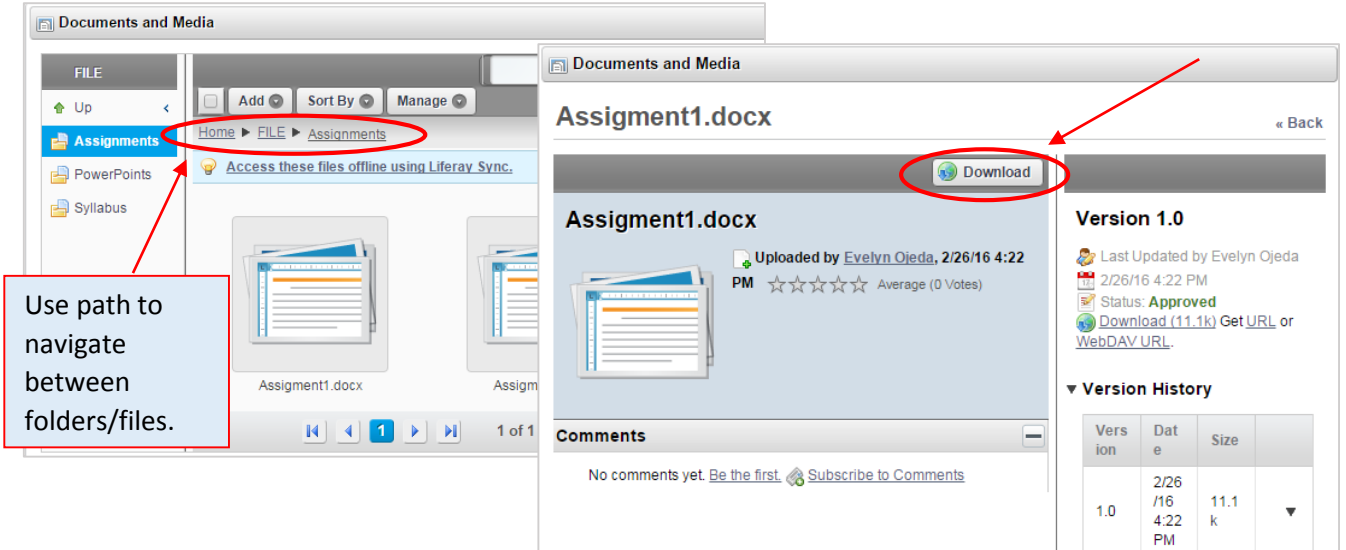 Documents and Media
FILE
Up
Assignments
PowerPoints
Syllabus
Add
Sort By
Manage
Home ▶ FILE ▶ Assignments
Access these files offline using Liferay Sync.
Assigment1.docx
Assigm
1
1 of 1
Use path to
navigate
between
folders/files.
Documents and Media
Assigment1.docx
« Back
Download
Assigment1.docx
Uploaded by Evelyn Ojeda, 2/26/16 4:22
PM Average (0 Votes)
Comments
No comments yet. Be the first. Subscribe to Comments
Version 1.0
Last Updated by Evelyn Ojeda
2/26/16 4:22 PM
Status: Approved
Download (11.1k) Get URL or
WebDAV URL.
▼ Version History
Vers
ion
Dat
e
Size
1.0
2/26
/16
4:22
PM
11.1
k